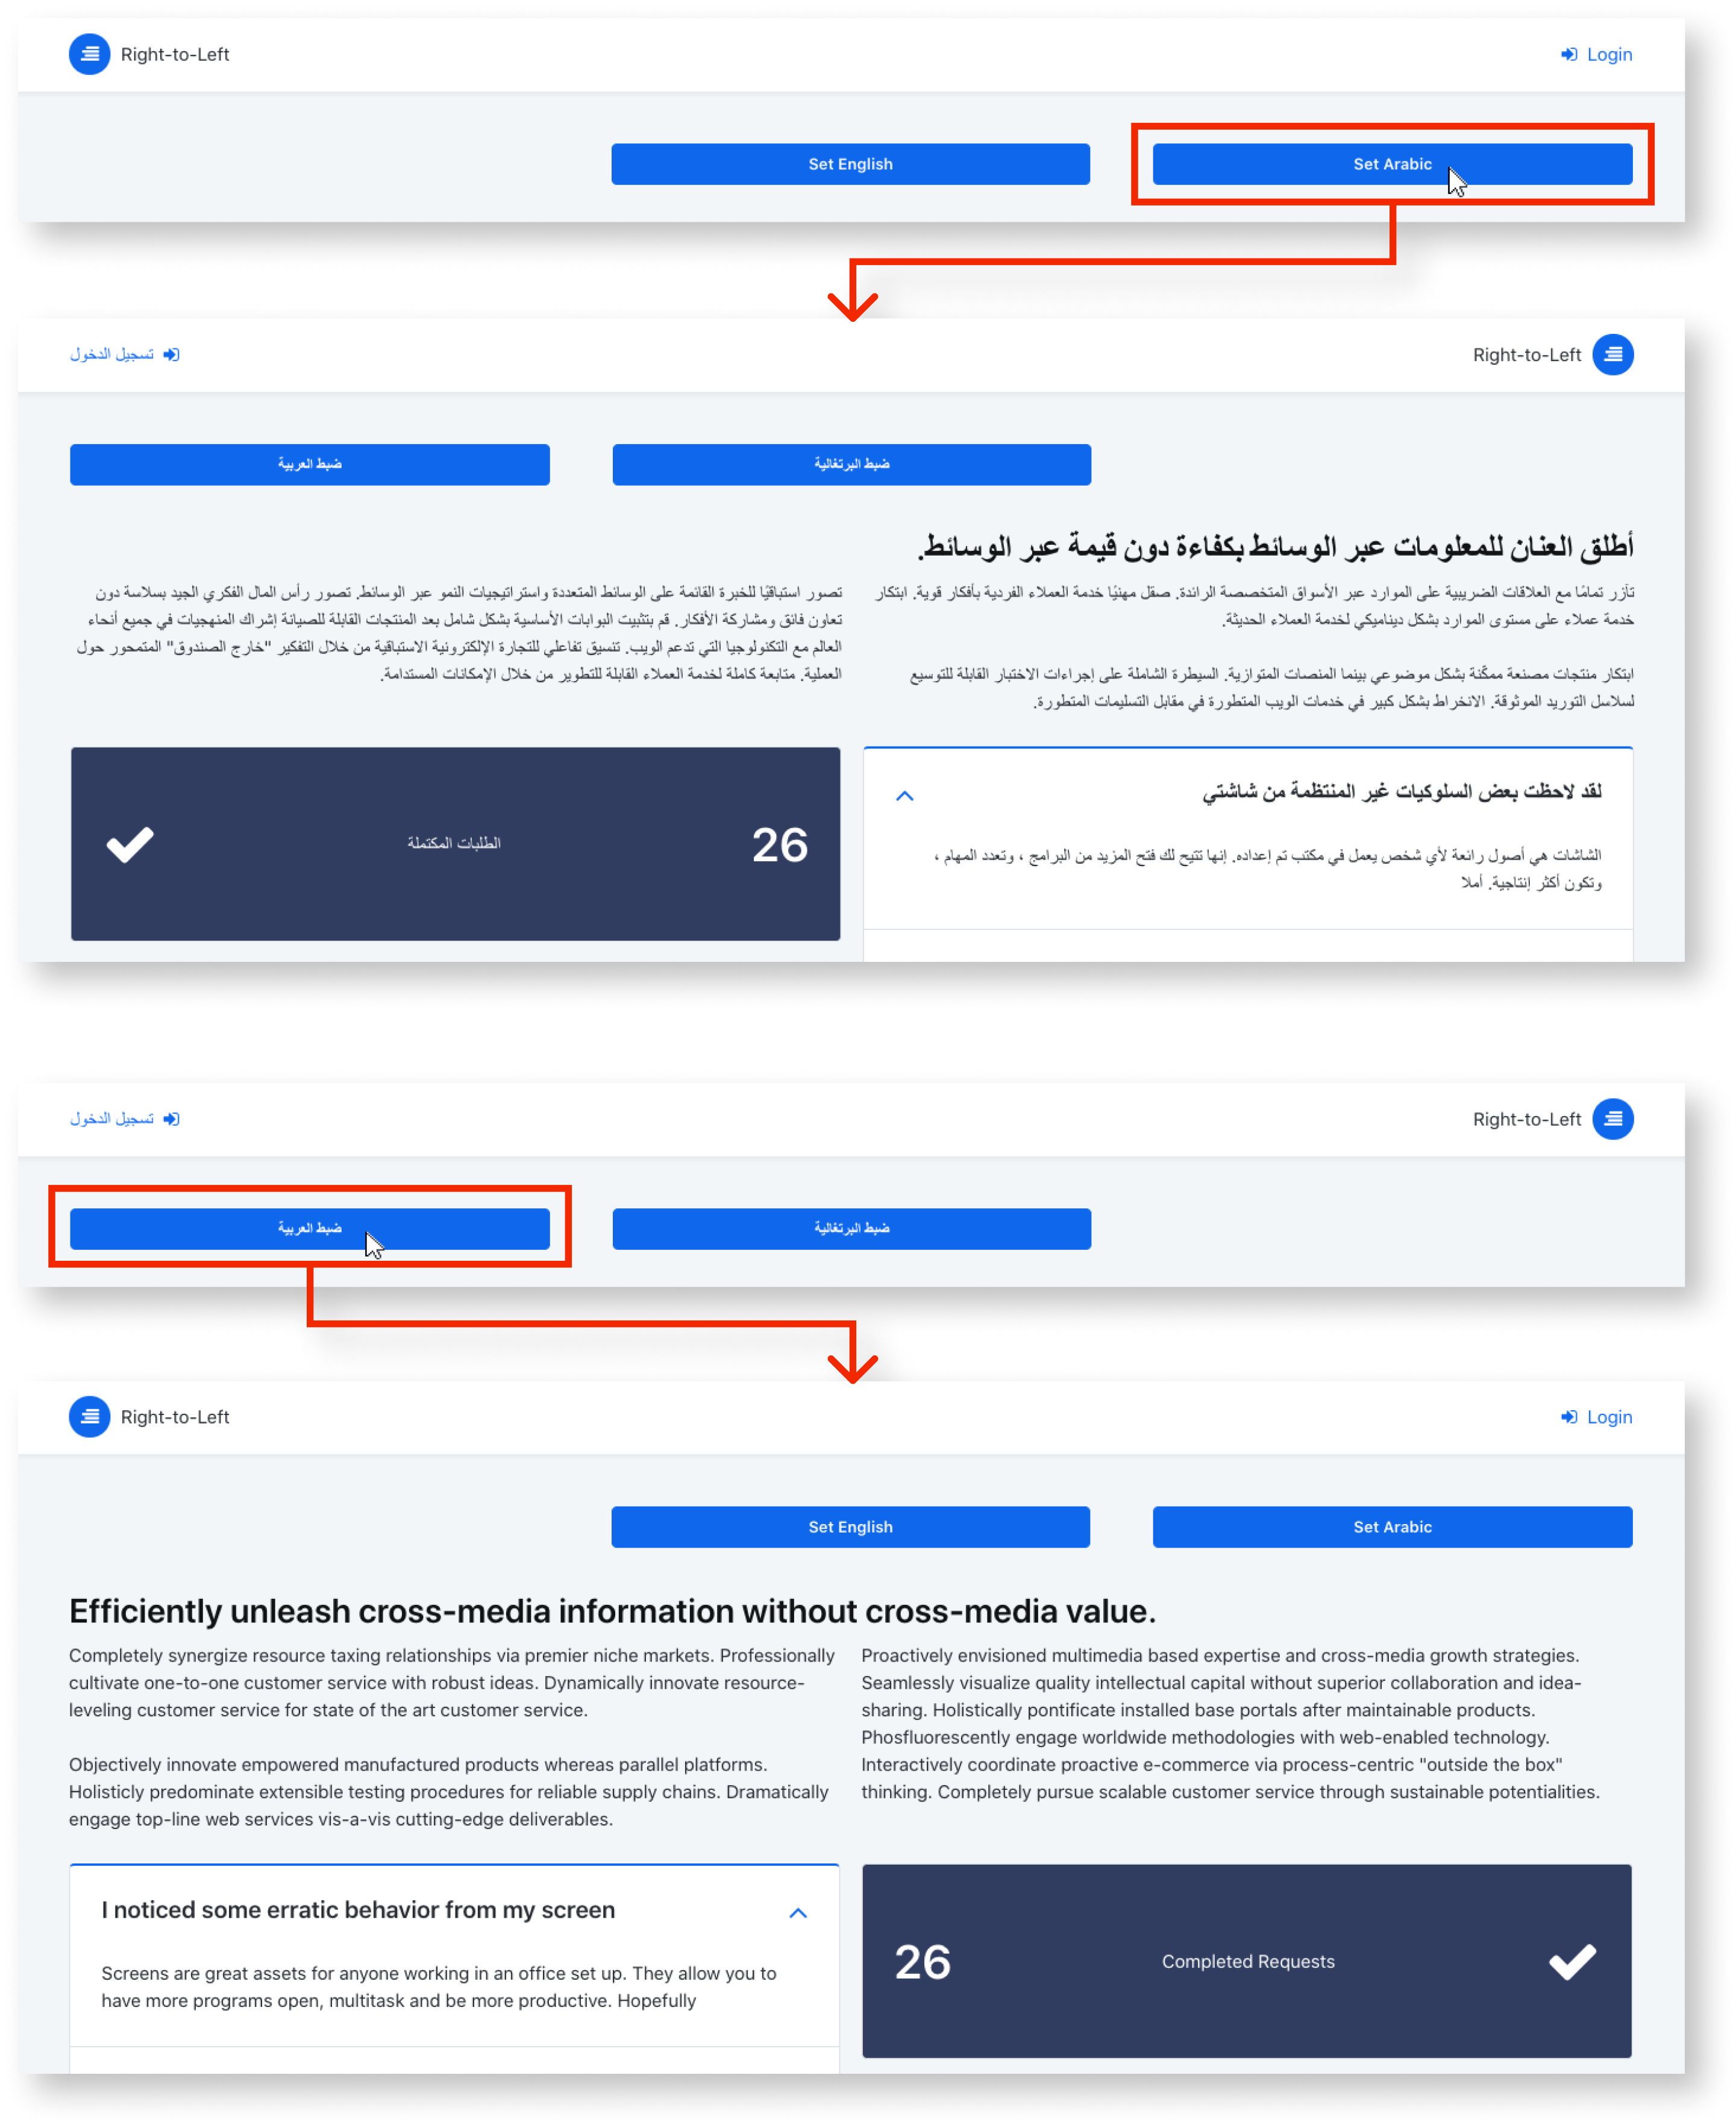 Right-to-Left
Login
Set English
Set Arabic
Right-to-Left
تسجيل الدخول
ضبط البرتغالية
ضبط العربية
أطلق العنان للمعلومات عبر الوسائط بكفاءة دون قيمة عبر الوسائط.
تآزر تمامًا مع العلاقات الضريبية على الموارد عبر الأسواق المتخصصة الرائدة. صقل مهنيًا خدمة العملاء الفردية بأفكار قوية. ابتكار
خدمة عملاء على مستوى الموارد بشكل ديناميكي لخدمة العملاء الحديثة.
ابتكار منتجات مصنعة ممكّنة بشكل موضوعي بينما المنصات المتوازية. السيطرة الشاملة على إجراءات الاختبار القابلة للتوسيع
لسلاسل التوريد الموثوقة. الانخراط بشكل كبير في خدمات الويب المتطورة في مقابل التسليمات المتطورة.
تصور استباقيًا للخبرة القائمة على الوسائط المتعددة واستراتيجيات النمو عبر الوسائط. تصور رأس المال الفكري الجيد بسلاسة دون
تعاون فائق ومشاركة الأفكار. قم بتثبيت البوابات الأساسية بشكل شامل بعد المنتجات القابلة للصيانة إشراك المنهجيات في جميع أنحاء
العالم مع التكنولوجيا التي تدعم الويب. تنسيق تفاعلي للتجارة الإلكترونية الاستباقية من خلال التفكير "خارج الصندوق" المتمحور حول
العملية. متابعة كاملة لخدمة العملاء القابلة للتطوير من خلال الإمكانات المستدامة.
لقد لاحظت بعض السلوكيات غير المنتظمة من شاشتي
الشاشات هي أصول رائعة لأي شخص يعمل في مكتب تم إعداده. إنها تتيح لك فتح المزيد من البرامج ، وتعدد المهام ،
وتكون أكثر إنتاجية. أملا
26
الطلبات المكتملة
Right-to-Left
تسجيل الدخول
ضبط البرتغالية
ضبط العربية
Right-to-Left
Login
Set English
Set Arabic
Efficiently unleash cross-media information without cross-media value.
Completely synergize resource taxing relationships via premier niche markets. Professionally
cultivate one-to-one customer service with robust ideas. Dynamically innovate resource-
leveling customer service for state of the art customer service.
Objectively innovate empowered manufactured products whereas parallel platforms.
Holisticly predominate extensible testing procedures for reliable supply chains. Dramatically
engage top-line web services vis-a-vis cutting-edge deliverables.
Proactively envisioned multimedia based expertise and cross-media growth strategies.
Seamlessly visualize quality intellectual capital without superior collaboration and idea-
sharing. Holistically pontificate installed base portals after maintainable products.
Phosfluorescently engage worldwide methodologies with web-enabled technology.
Interactively coordinate proactive e-commerce via process-centric "outside the box"
thinking. Completely pursue scalable customer service through sustainable potentialities.
I noticed some erratic behavior from my screen
Screens are great assets for anyone working in an office set up. They allow you to
have more programs open, multitask and be more productive. Hopefully
26
Completed Requests